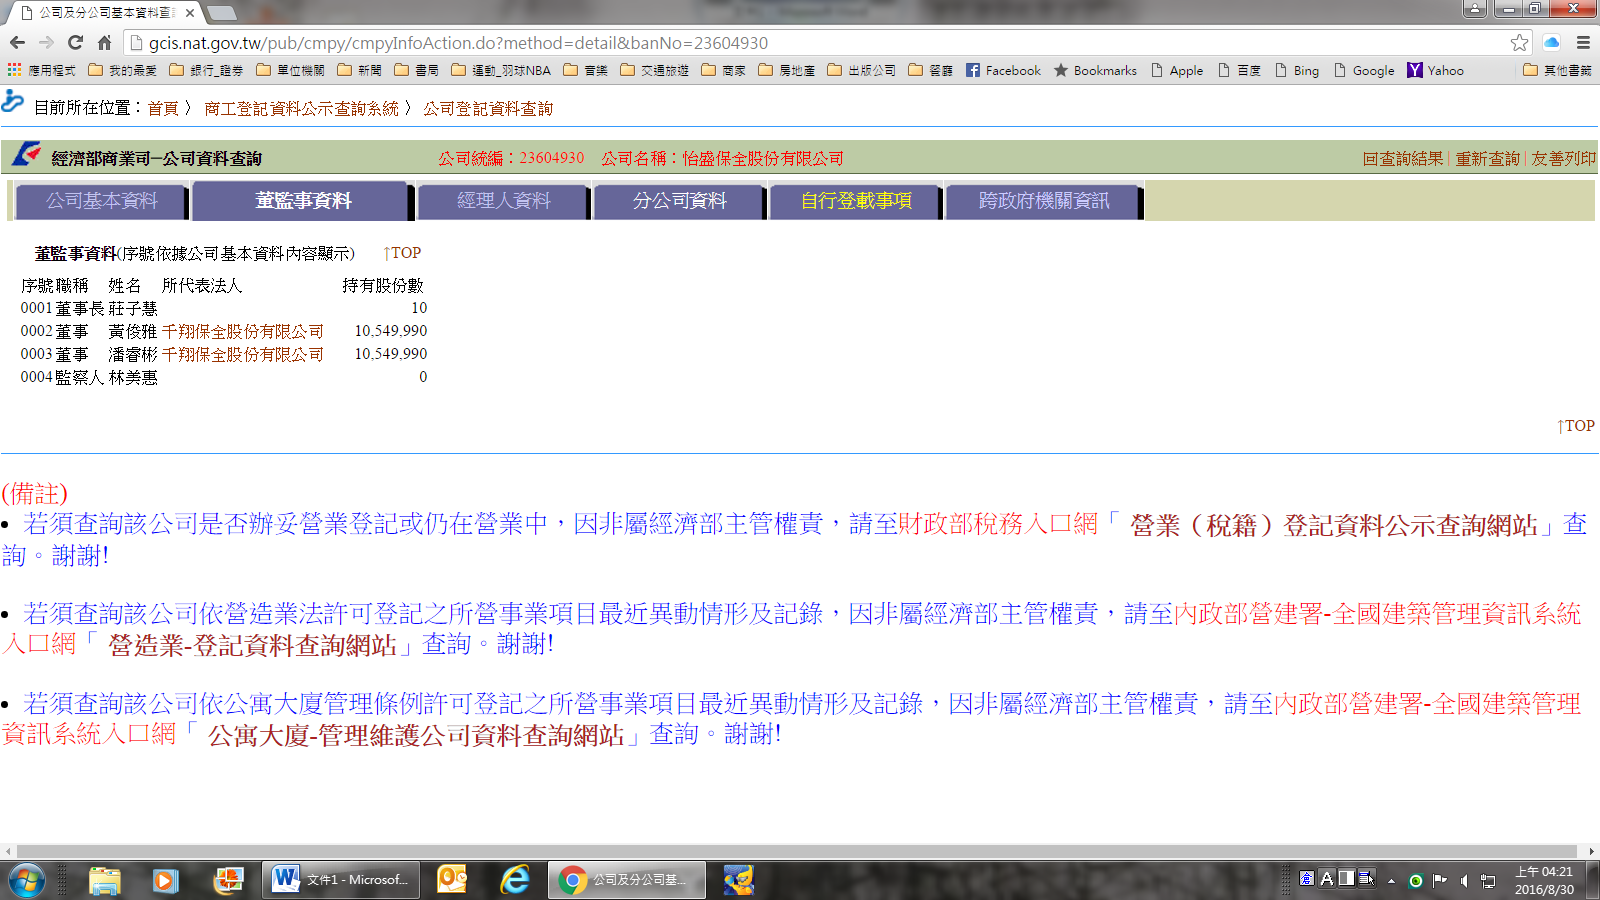 公司及分公司基本資料查
gcis.nat.gov.tw/pub/cmpy/cmpyInfoAction.do?method=detail&banNo=23604930
應用程式 我的最愛 銀行_證券 單位機關 新聞 書局 運動_羽球NBA 音樂 交通旅遊 商家 房地產 出版公司 餐廳 Facebook Bookmarks Apple 百度 Bing Google Yahoo 其他書籤
目前所在位置：首頁 〉 商工登記資料公示查詢系統 〉 公司登記資料查詢
經濟部商業司─公司資料查詢 公司統編：23604930 公司名稱：怡盛保全股份有限公司 回查詢結果 | 重新查詢 | 友善列印
公司基本資料 董監事資料 經理人資料 分公司資料 自行登載事項 跨政府機關資訊
董監事資料(序號依據公司基本資料內容顯示) ↑TOP
序號 職稱 姓名 所代表法人 持有股份數
0001 董事長 莊子慧 10
0002 董事 黃俊雅 千翔保全股份有限公司 10,549,990
0003 董事 潘睿彬 千翔保全股份有限公司 10,549,990
0004 監察人 林美惠 0
↑TOP
(備註)
• 若須查詢該公司是否辦妥營業登記或仍在營業中，因非屬經濟部主管權責，請至財政部稅務入口網「 營業（稅籍）登記資料公示查詢網站」查
詢。謝謝!
• 若須查詢該公司依營造業法許可登記之所營事業項目最近異動情形及記錄，因非屬經濟部主管權責，請至內政部營建署-全國建築管理資訊系統
入口網「 營造業-登記資料查詢網站」查詢。謝謝!
• 若須查詢該公司依公寓大廈管理條例許可登記之所營事業項目最近異動情形及記錄，因非屬經濟部主管權責，請至內政部營建署-全國建築管理
資訊系統入口網「 公寓大廈-管理維護公司資料查詢網站」查詢。謝謝!
文件1 - Microsof... 公司及分公司基... A 上午 04:21
2016/8/30